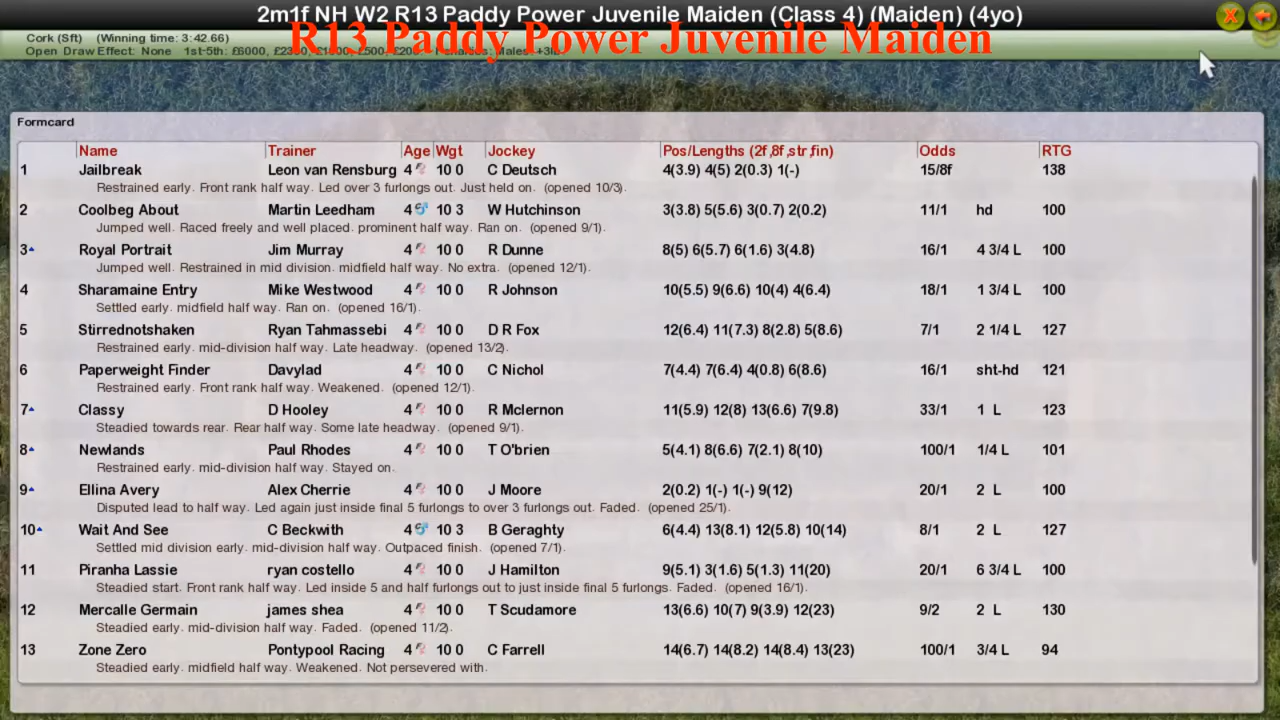 2m1f NH W2 R13 Paddy Power Juvenile Maiden (Class 4) (Maiden) (4yo)
R13 Paddy Power Juvenile Maiden
Cork (Sft) (Winning time: 3:42.66)
Open Draw Effect: None 1st-5th: £6000, £500, Males: +3lb
Formcard
Name Trainer Age Wgt Jockey Pos/Lengths (2f,8f,str,fin) Odds RTG
1 Jailbreak Leon van Rensburg 4 10 0 C Deutsch 4(3.9) 4(5) 2(0.3) 1(-) 15/8f 138
Restrained early. Front rank half way. Led over 3 furlongs out. Just held on. (opened 10/3).
2 Coolbeg About Martin Leedham 4 10 3 W Hutchinson 3(3.8) 5(5.6) 3(0.7) 2(0.2) 11/1 hd 100
Jumped well. Raced freely and well placed. prominent half way. Ran on. (opened 9/1).
3 Royal Portrait Jim Murray 4 10 0 R Dunne 8(5) 6(5.7) 6(1.6) 3(4.8) 16/1 4 3/4 L 100
Jumped well. Restrained in mid division. midfield half way. No extra. (opened 12/1).
4 Sharamaine Entry Mike Westwood 4 10 0 R Johnson 10(5.5) 9(6.6) 10(4) 4(6.4) 18/1 1 3/4 L 100
Settled early. midfield half way. Ran on. (opened 16/1).
5 Stirrednotshaken Ryan Tahmassebi 4 10 0 D R Fox 12(6.4) 11(7.3) 8(2.8) 5(8.6) 7/1 2 1/4 L 127
Restrained early. mid-division half way. Late headway. (opened 13/2).
6 Paperweight Finder Davylad 4 10 0 C Nichol 7(4.4) 7(6.4) 4(0.8) 6(8.6) 16/1 sht-hd 121
Restrained early. Front rank half way. Weakened. (opened 12/1).
7 Classy D Hooley 4 10 0 R Mclernon 11(5.9) 12(8) 13(6.6) 7(9.8) 33/1 1 L 123
Steadied towards rear. Rear half way. Some late headway. (opened 9/1).
8 Newlands Paul Rhodes 4 10 0 T O'brien 5(4.1) 8(6.6) 7(2.1) 8(10) 100/1 1/4 L 101
Restrained early. mid-division half way. Stayed on.
9 Ellina Avery Alex Cherrie 4 10 0 J Moore 2(0.2) 1(-) 1(-) 9(12) 20/1 2 L 100
Disputed lead to half way. Led again just inside final 5 furlongs to over 3 furlongs out. Faded. (opened 25/1).
10 Wait And See C Beckwith 4 10 3 B Geraghty 6(4.4) 13(8.1) 12(5.8) 10(14) 8/1 2 L 127
Settled mid division early. mid-division half way. Outpaced finish. (opened 7/1).
11 Piranha Lassie ryan costello 4 10 0 J Hamilton 9(5.1) 3(1.6) 5(1.3) 11(20) 20/1 6 3/4 L 100
Steadied start. Front rank half way. Led inside 5 and half furlongs out to just inside final 5 furlongs. Faded. (opened 16/1).
12 Mercalle Germain james shea 4 10 0 T Scudamore 13(6.6) 10(7) 9(3.9) 12(23) 9/2 2 L 130
Steadied early. mid-division half way. Faded. (opened 11/2).
13 Zone Zero Pontypool Racing 4 10 0 C Farrell 14(6.7) 14(8.2) 14(8.4) 13(23) 100/1 3/4 L 94
Steadied early. midfield half way. Weakened. Not persevered with.